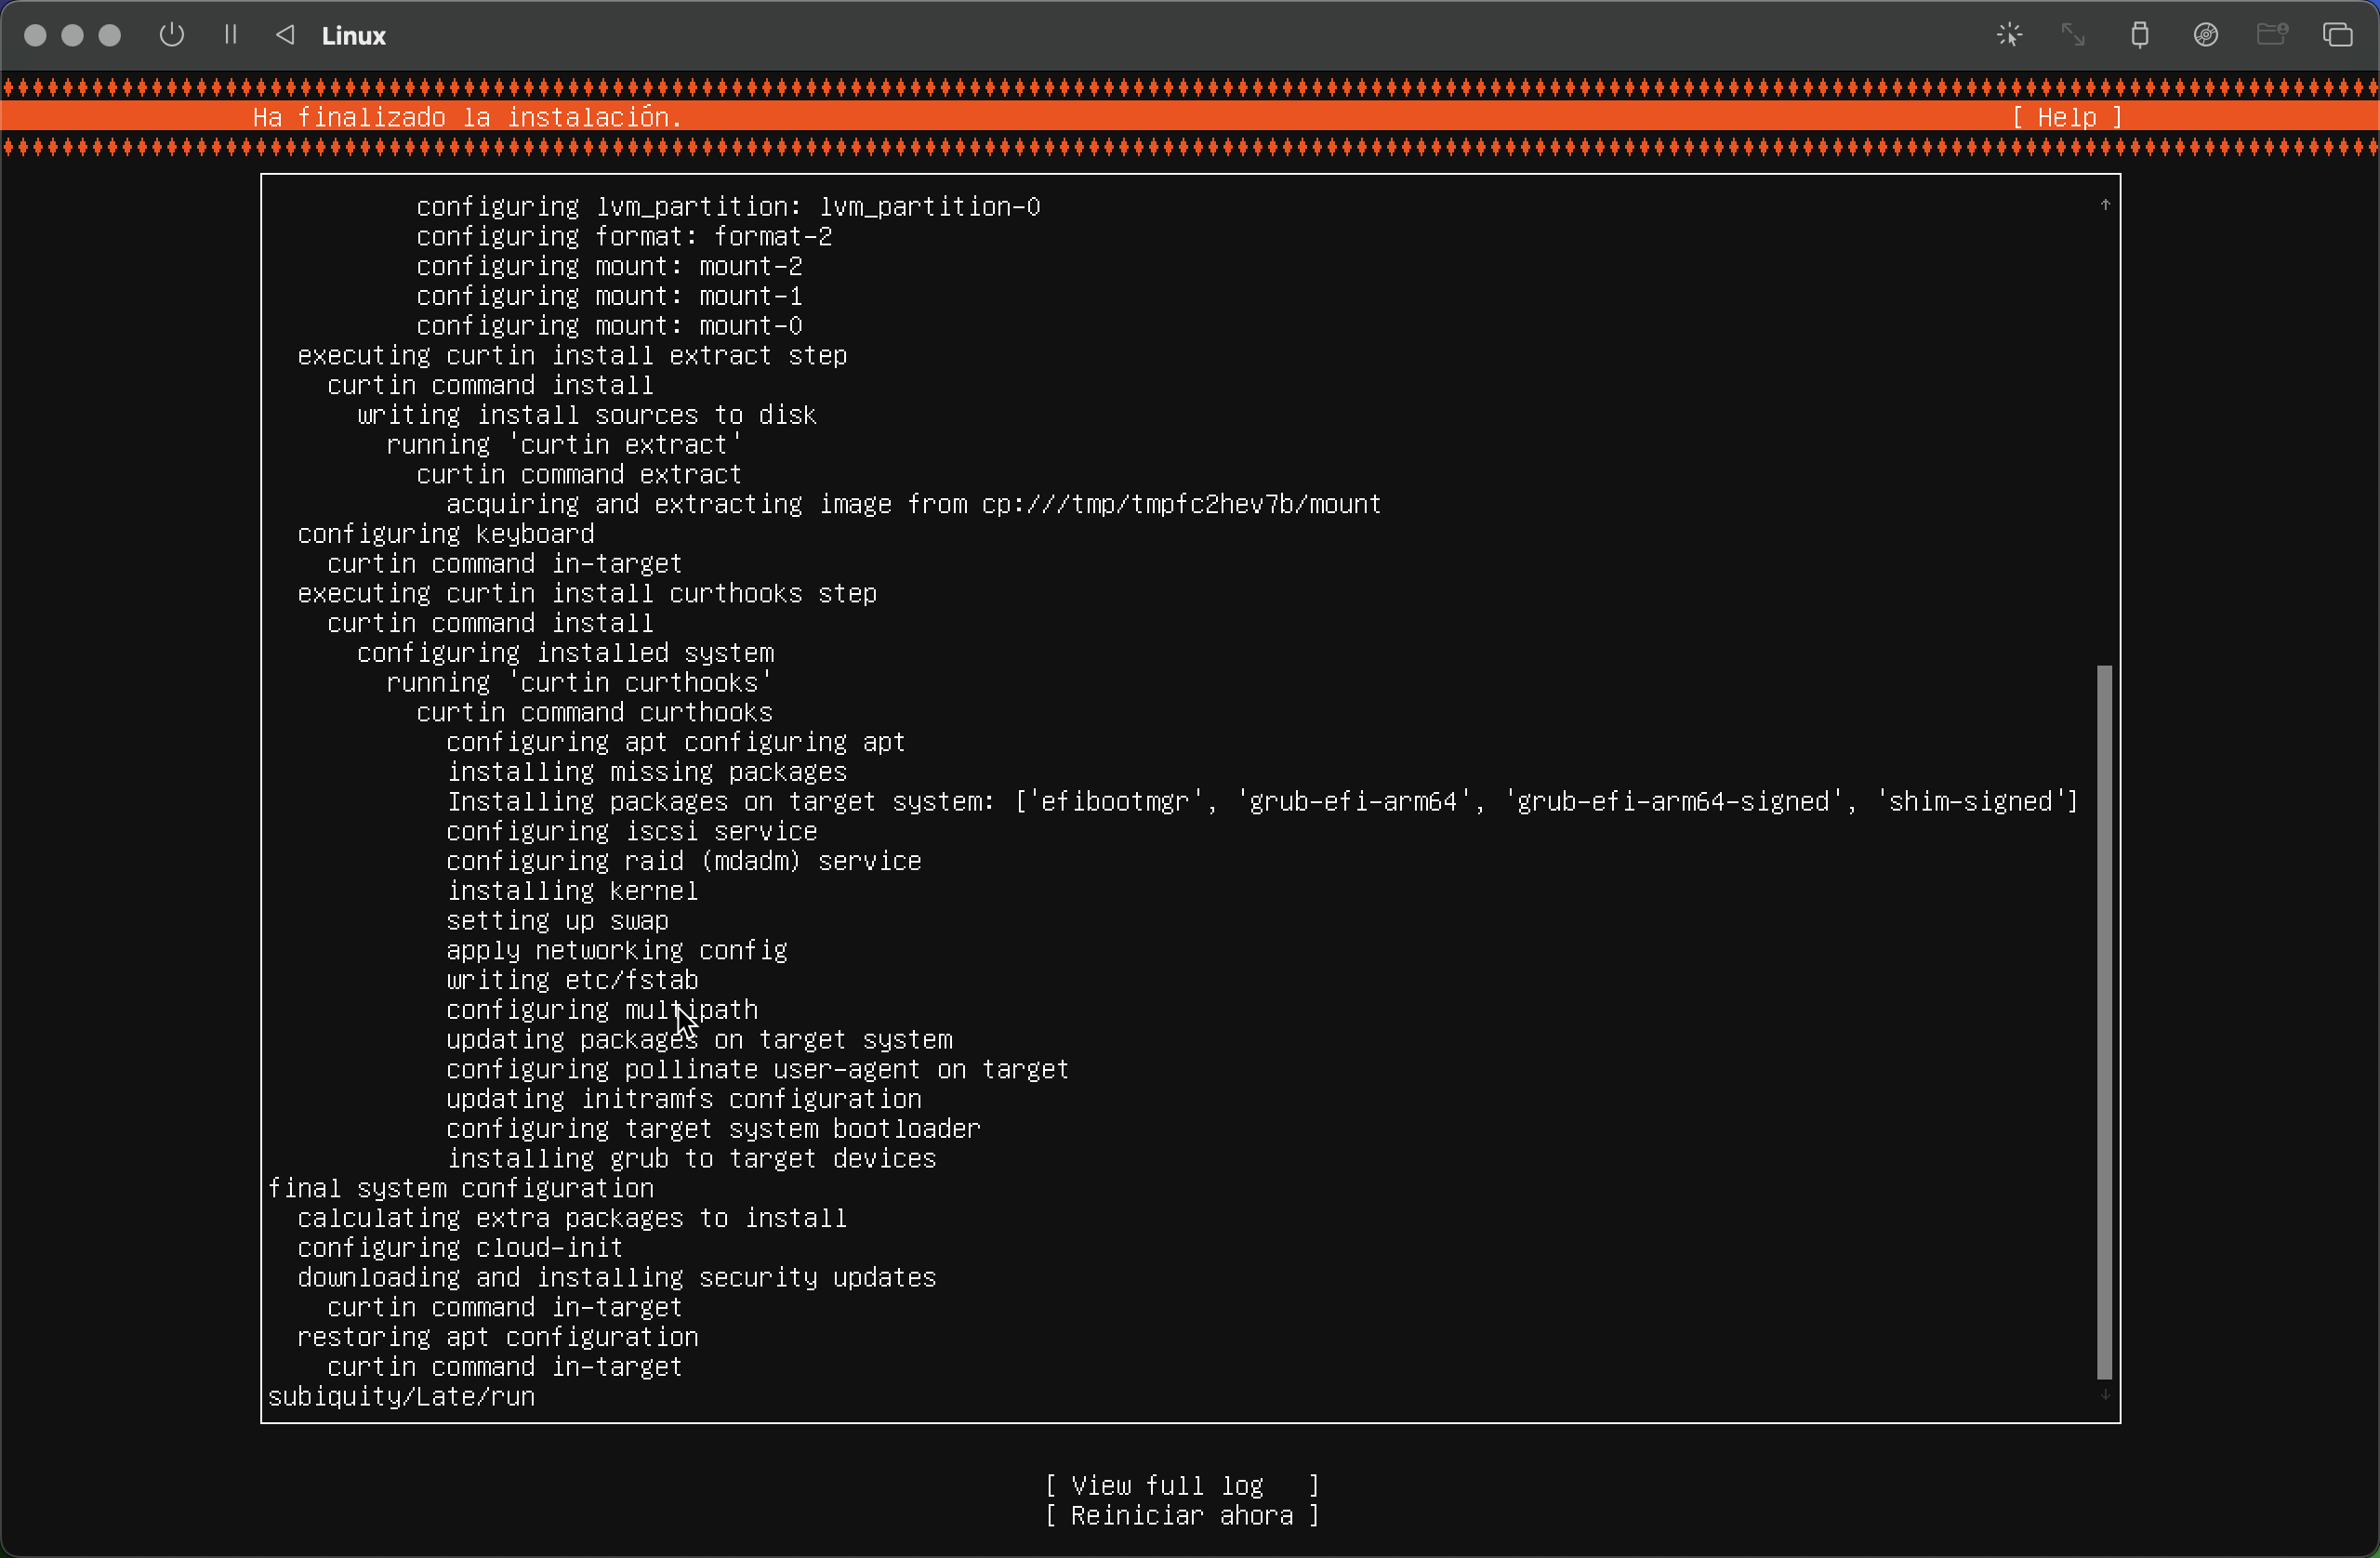 Linux
Ha finalizado la instalación.
[ Help ]
configuring lvm_partition: lvm_partition-0
configuring format: format-2
configuring mount: mount-2
configuring mount: mount-1
configuring mount: mount-0
executing curtin install extract step
curtin command install
writing install sources to disk
running 'curtin extract'
curtin command extract
acquiring and extracting image from cp:///tmp/tmpfc2hev7b/mount
configuring keyboard
curtin command in-target
executing curtin install curthooks step
curtin command install
configuring installed system
running 'curtin curthooks'
curtin command curthooks
configuring apt configuring apt
installing missing packages
Installing packages on target system: ['efibootmgr', 'grub-efi-arm64', 'grub-efi-arm64-signed', 'shim-signed']
configuring iscsi service
configuring raid (mdadm) service
installing kernel
setting up swap
apply networking config
writing etc/fstab
configuring multipath
updating packages on target system
configuring pollinate user-agent on target
updating initramfs configuration
configuring target system bootloader
installing grub to target devices
final system configuration
calculating extra packages to install
configuring cloud-init
downloading and installing security updates
curtin command in-target
restoring apt configuration
curtin command in-target
subiquity/Late/run
[ View full log ]
[ Reiniciar ahora ]